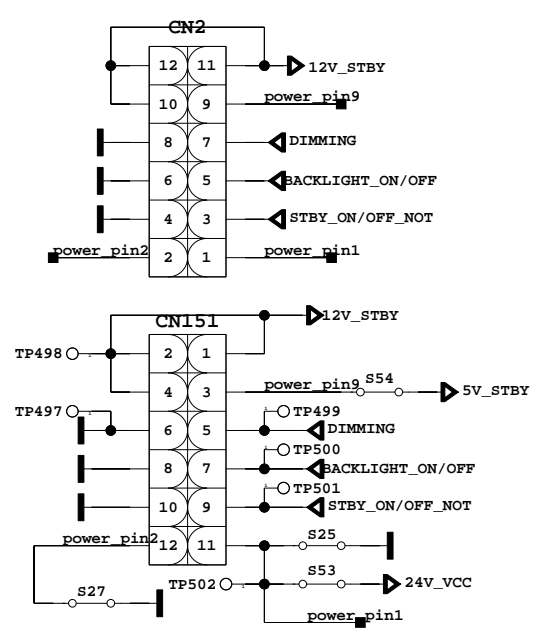 CN2
12 11 12V_STBY
10 9 power_pin9
8 7 DIMMING
6 5 BACKLIGHT_ON/OFF
4 3 STBY_ON/OFF_NOT
power_pin2 2 1 power_pin1
CN151
12V_STBY
TP498 2 1
4 3 power_pin9 S54 5V_STBY
TP497 TP499
6 5 DIMMING
TP500
8 7 BACKLIGHT_ON/OFF
TP501
10 9 STBY_ON/OFF_NOT
power_pin2 12 11 S25
TP502 S53 24V_VCC
S27
power_pin1